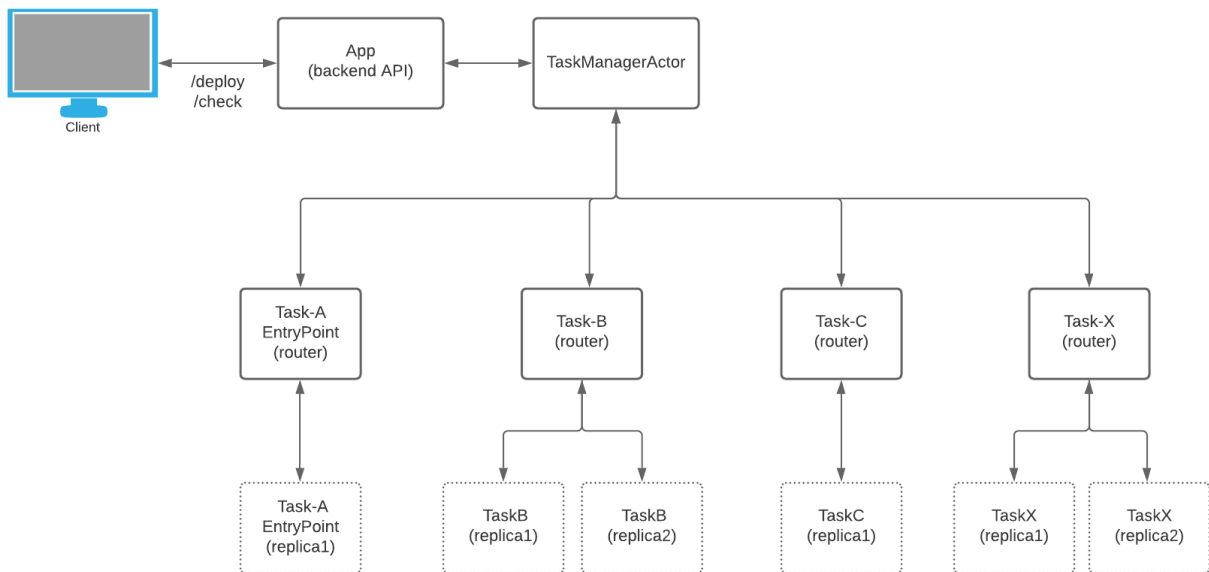 App
(backend API)
TaskManagerActor
/deploy
/check
Client
Task-A
EntryPoint
(router)
Task-B
(router)
Task-C
(router)
Task-X
(router)
Task-A
EntryPoint
(replica1)
TaskB
(replica1)
TaskB
(replica2)
TaskC
(replica1)
TaskX
(replica1)
TaskX
(replica2)